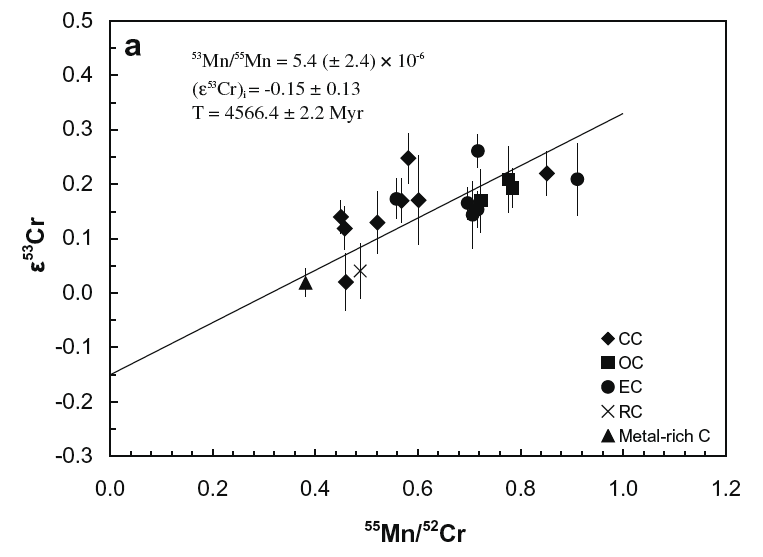 a
⁵³Mn/⁵⁵Mn = 5.4 (± 2.4) × 10⁻⁶
(ε⁵³Cr)ᵢ = -0.15 ± 0.13
T = 4566.4 ± 2.2 Myr
0.5
0.4
0.3
0.2
0.1
0.0
-0.1
-0.2
-0.3
ε⁵³Cr
CC
OC
EC
RC
Metal-rich C
0.0 0.2 0.4 0.6 0.8 1.0 1.2
⁵⁵Mn/⁵²Cr